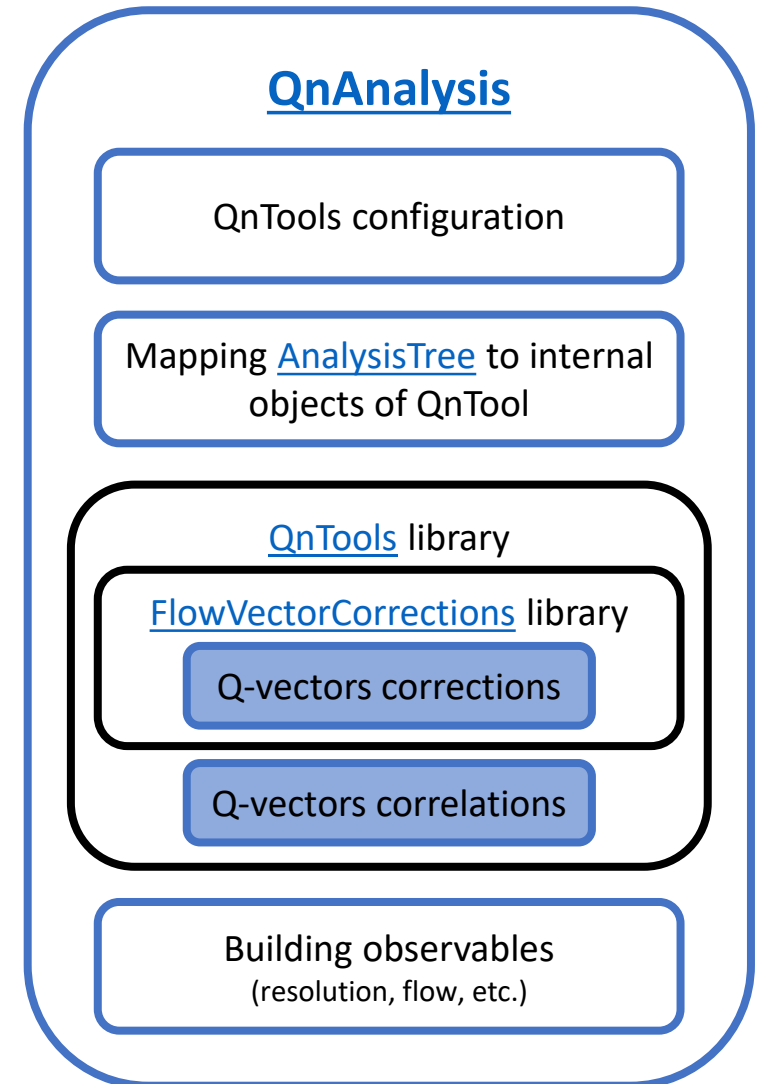 QnAnalysis
QnTools configuration
Mapping AnalysisTree to internal
objects of QnTool
QnTools library
FlowVectorCorrections library
Q-vectors corrections
Q-vectors correlations
Building observables
(resolution, flow, etc.)